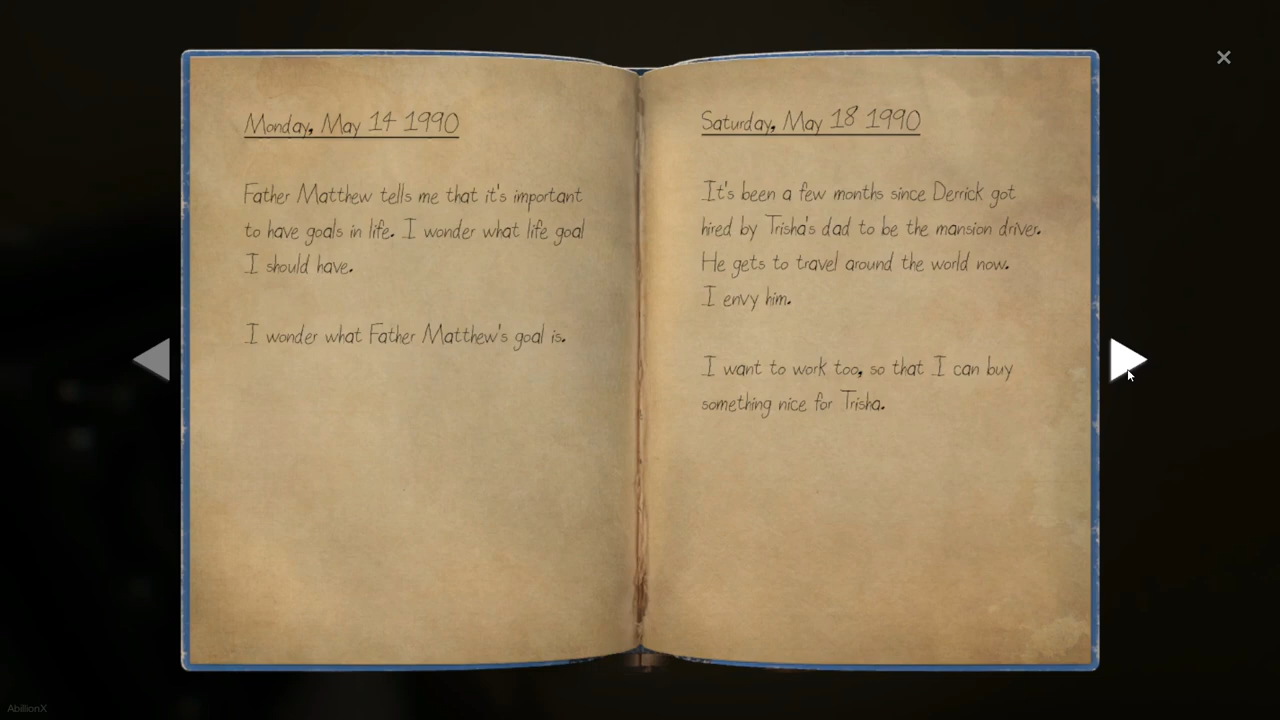 Monday, May 14 1990
Father Matthew tells me that it's important
to have goals in life. I wonder what life goal
I should have.
I wonder what Father Matthew's goal is.
Saturday, May 18 1990
It's been a few months since Derrick got
hired by Trisha's dad to be the mansion driver.
He gets to travel around the world now.
I envy him.
I want to work too, so that I can buy
something nice for Trisha.
AbillionX